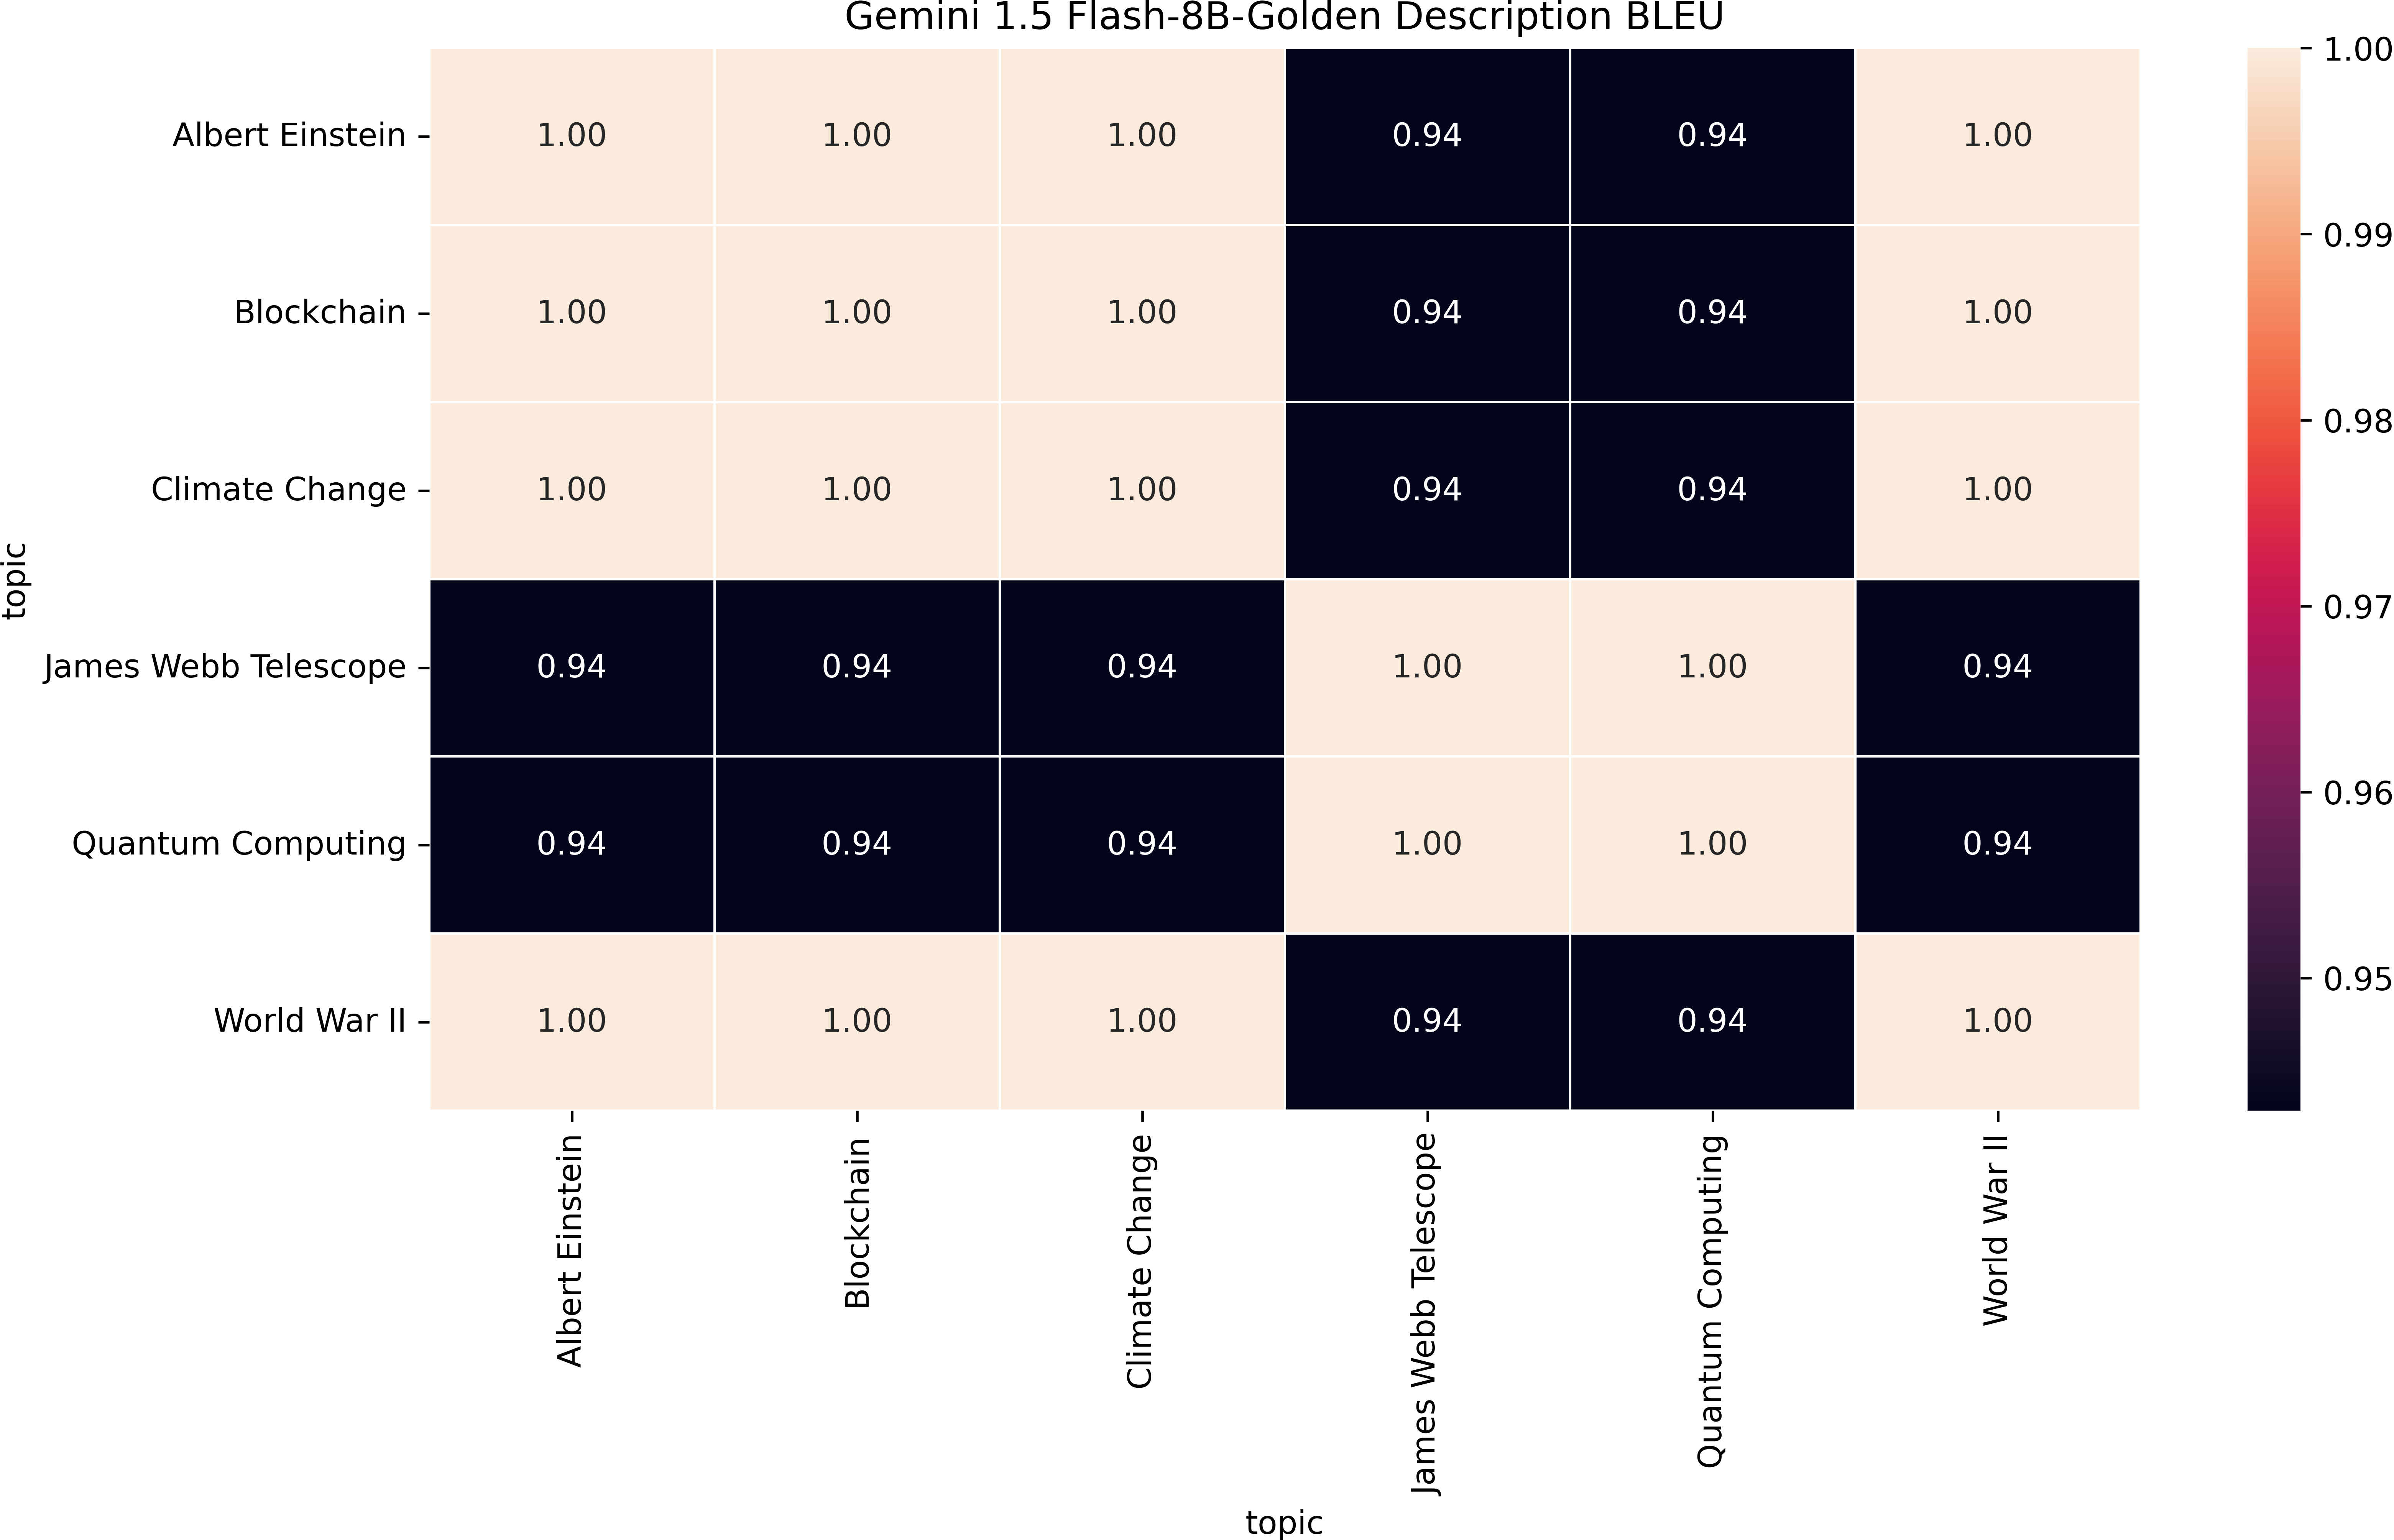 Gemini 1.5 Flash-8B-Golden Description BLEU
topic
Albert Einstein 1.00 1.00 1.00 0.94 0.94 1.00
Blockchain 1.00 1.00 1.00 0.94 0.94 1.00
Climate Change 1.00 1.00 1.00 0.94 0.94 1.00
James Webb Telescope 0.94 0.94 0.94 1.00 1.00 0.94
Quantum Computing 0.94 0.94 0.94 1.00 1.00 0.94
World War II 1.00 1.00 1.00 0.94 0.94 1.00
Albert Einstein
Blockchain
Climate Change
James Webb Telescope
Quantum Computing
World War II
topic
1.00
0.99
0.98
0.97
0.96
0.95